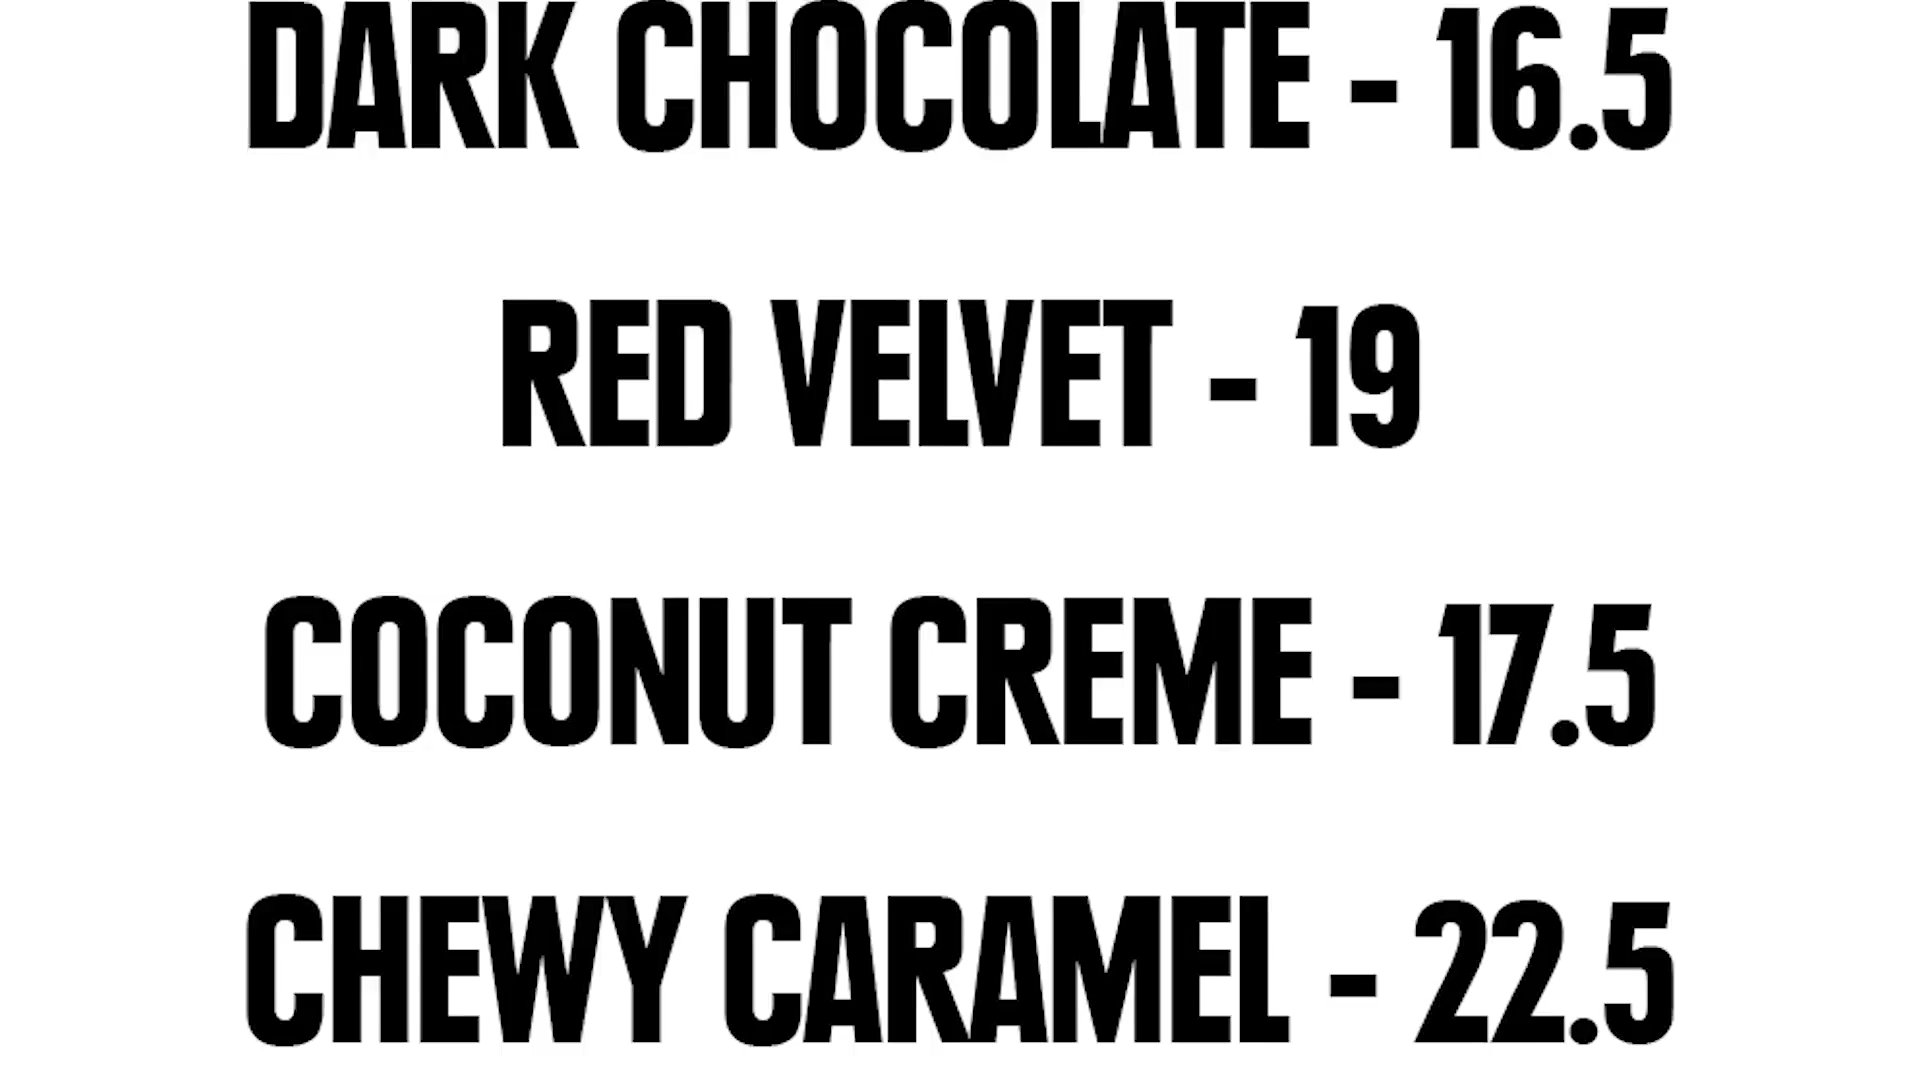 DARK CHOCOLATE - 16.5
RED VELVET - 19
COCONUT CREME - 17.5
CHEWY CARAMEL - 22.5